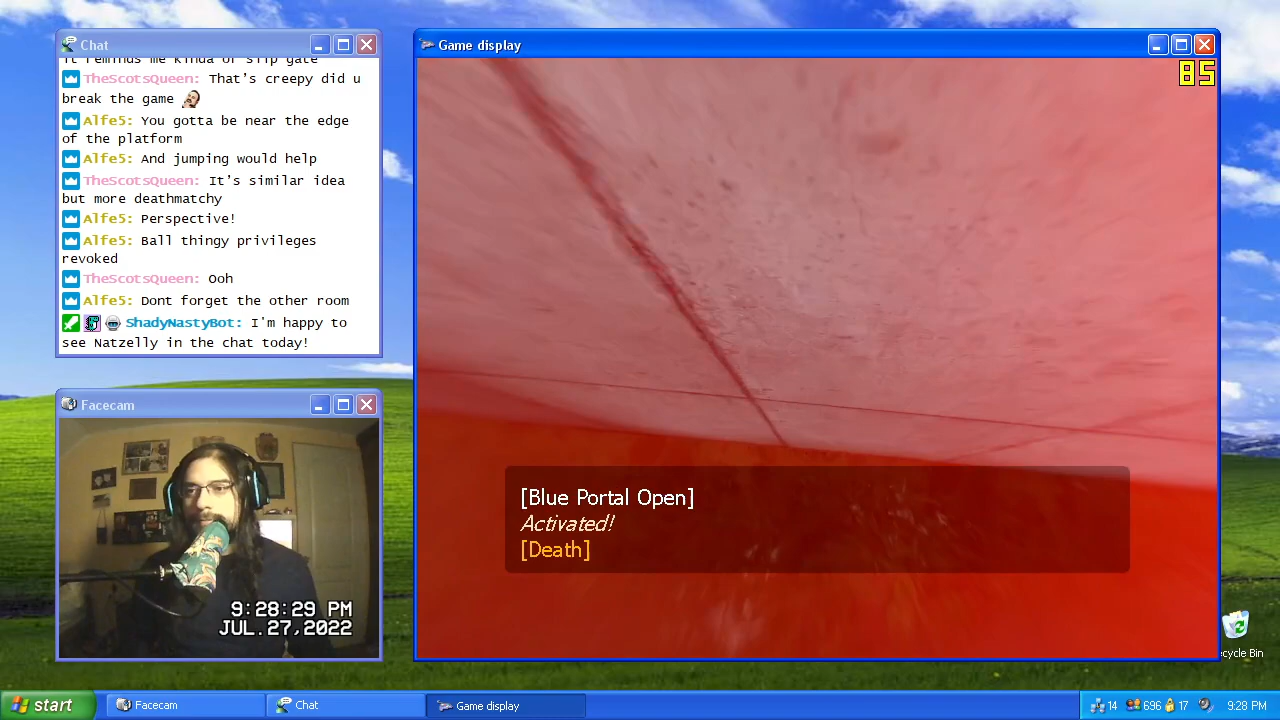 Chat
it reminds me kinda of slip gate
TheScotsQueen: That's creepy did u
break the game
Alfe5: You gotta be near the edge
of the platform
Alfe5: And jumping would help
TheScotsQueen: It's similar idea
but more deathmatchy
Alfe5: Perspective!
Alfe5: Ball thingy privileges
revoked
TheScotsQueen: Ooh
Alfe5: Dont forget the other room
ShadyNastyBot: I'm happy to
see Natzelly in the chat today!
Game display
85
[Blue Portal Open]
Activated!
[Death]
Facecam
9:28:29 PM
JUL.27,2022
ecycle Bin
start
Facecam
Chat
Game display
14
696
17
9:28 PM